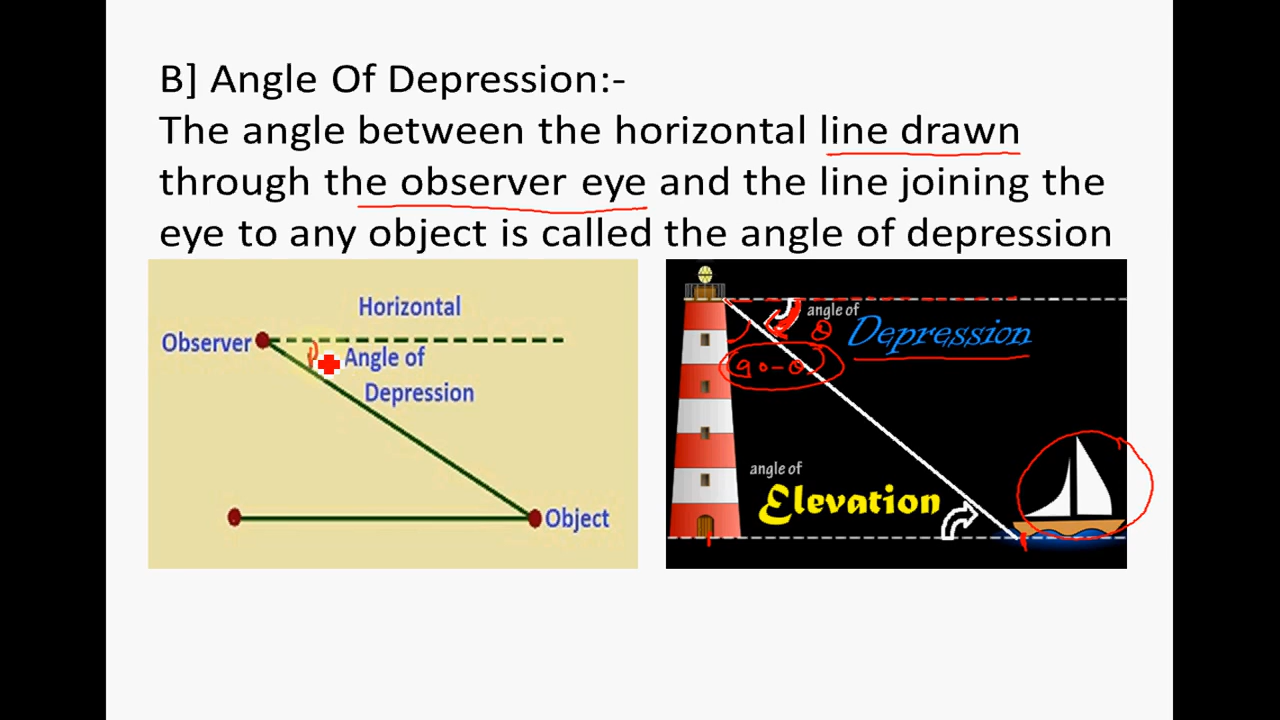 B] Angle Of Depression:-
The angle between the horizontal line drawn
through the observer eye and the line joining the
eye to any object is called the angle of depression
Horizontal
Observer
Angle of
Depression
Object
angle of
θ Depression
90-θ
angle of
Elevation